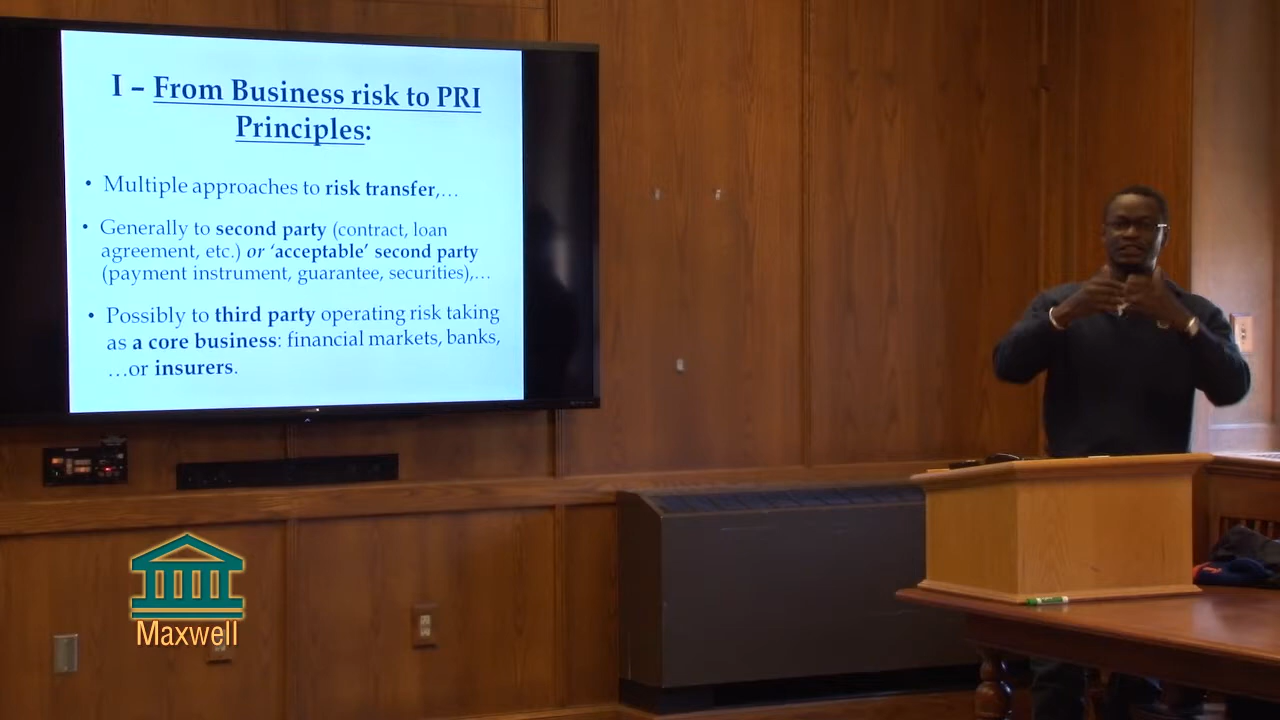 I – From Business risk to PRI
Principles:
• Multiple approaches to risk transfer,…
• Generally to second party (contract, loan
agreement, etc.) or ‘acceptable’ second party
(payment instrument, guarantee, securities),…
• Possibly to third party operating risk taking
as a core business: financial markets, banks,
…or insurers.
Maxwell